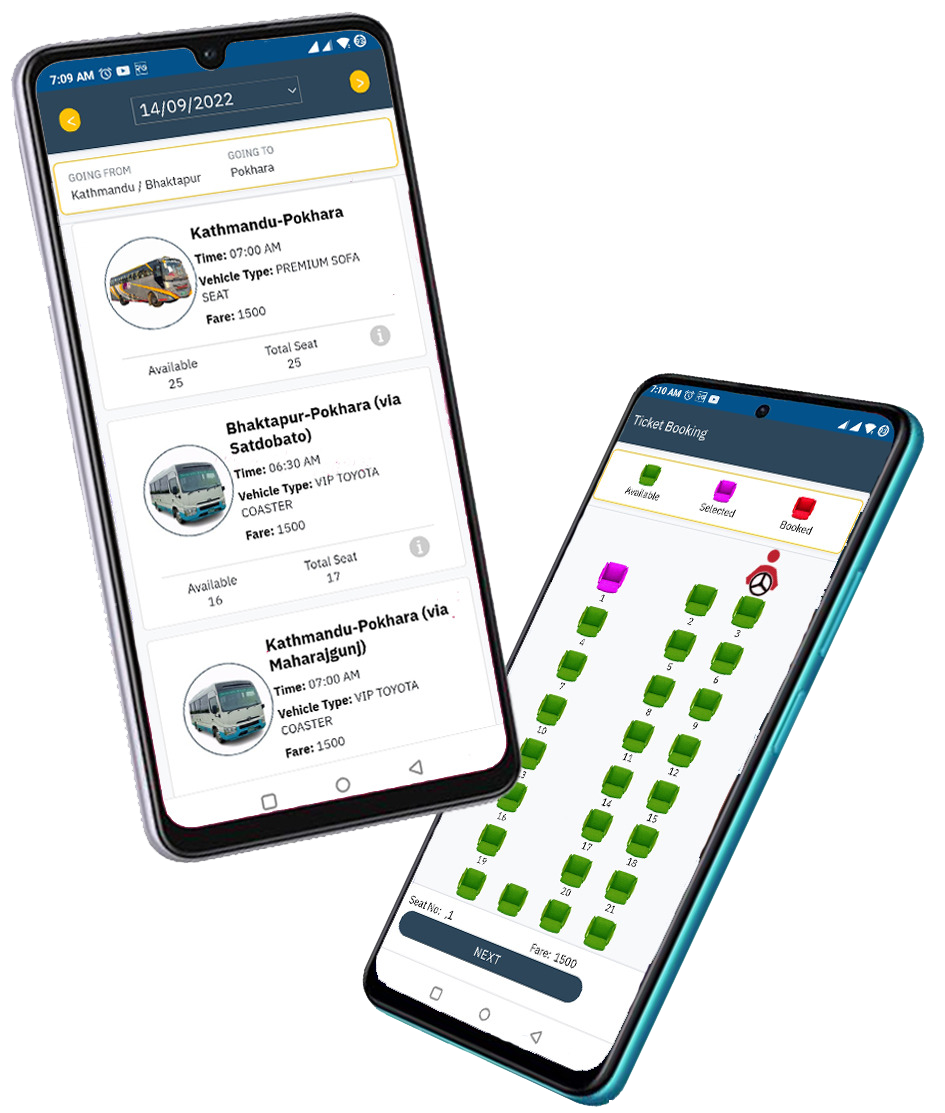 7:09 AM
14/09/2022
GOING FROM
Kathmandu / Bhaktapur
GOING TO
Pokhara
Kathmandu-Pokhara
Time: 07:00 AM
Vehicle Type: PREMIUM SOFA
SEAT
Fare: 1500
Available
25
Total Seat
25
Bhaktapur-Pokhara (via
Satdobato)
Time: 06:30 AM
Vehicle Type: VIP TOYOTA
COASTER
Fare: 1500
Available
16
Total Seat
17
Kathmandu-Pokhara (via
Maharajgunj)
Time: 07:00 AM
Vehicle Type: VIP TOYOTA
COASTER
Fare: 1500
7:10 AM
Ticket Booking
Available
Selected
Booked
1
2
3
4
5
6
7
8
9
10
11
12
14
15
16
17
18
19
20
21
Seat No: ,1
Fare: 1500
NEXT